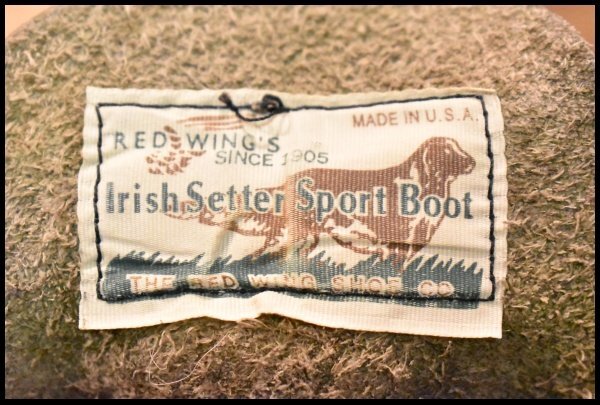 RED WING'S
MADE IN U.S.A.
SINCE 1905
Irish Setter Sport Boot
THE RED WING SHOE CO